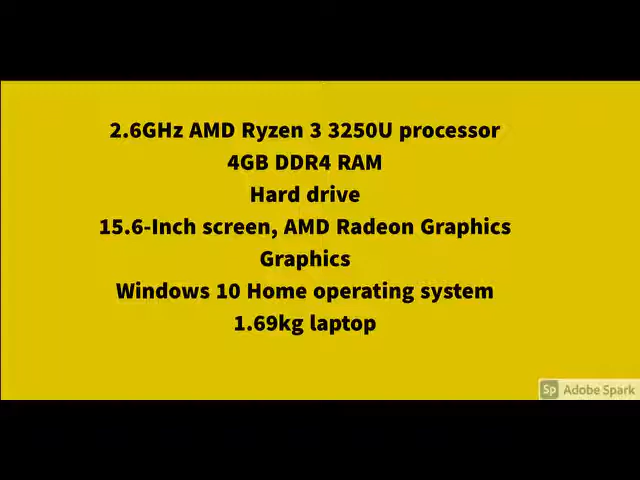 2.6GHz AMD Ryzen 3 3250U processor
4GB DDR4 RAM
Hard drive
15.6-Inch screen, AMD Radeon Graphics
Graphics
Windows 10 Home operating system
1.69kg laptop
Sp Adobe Spark